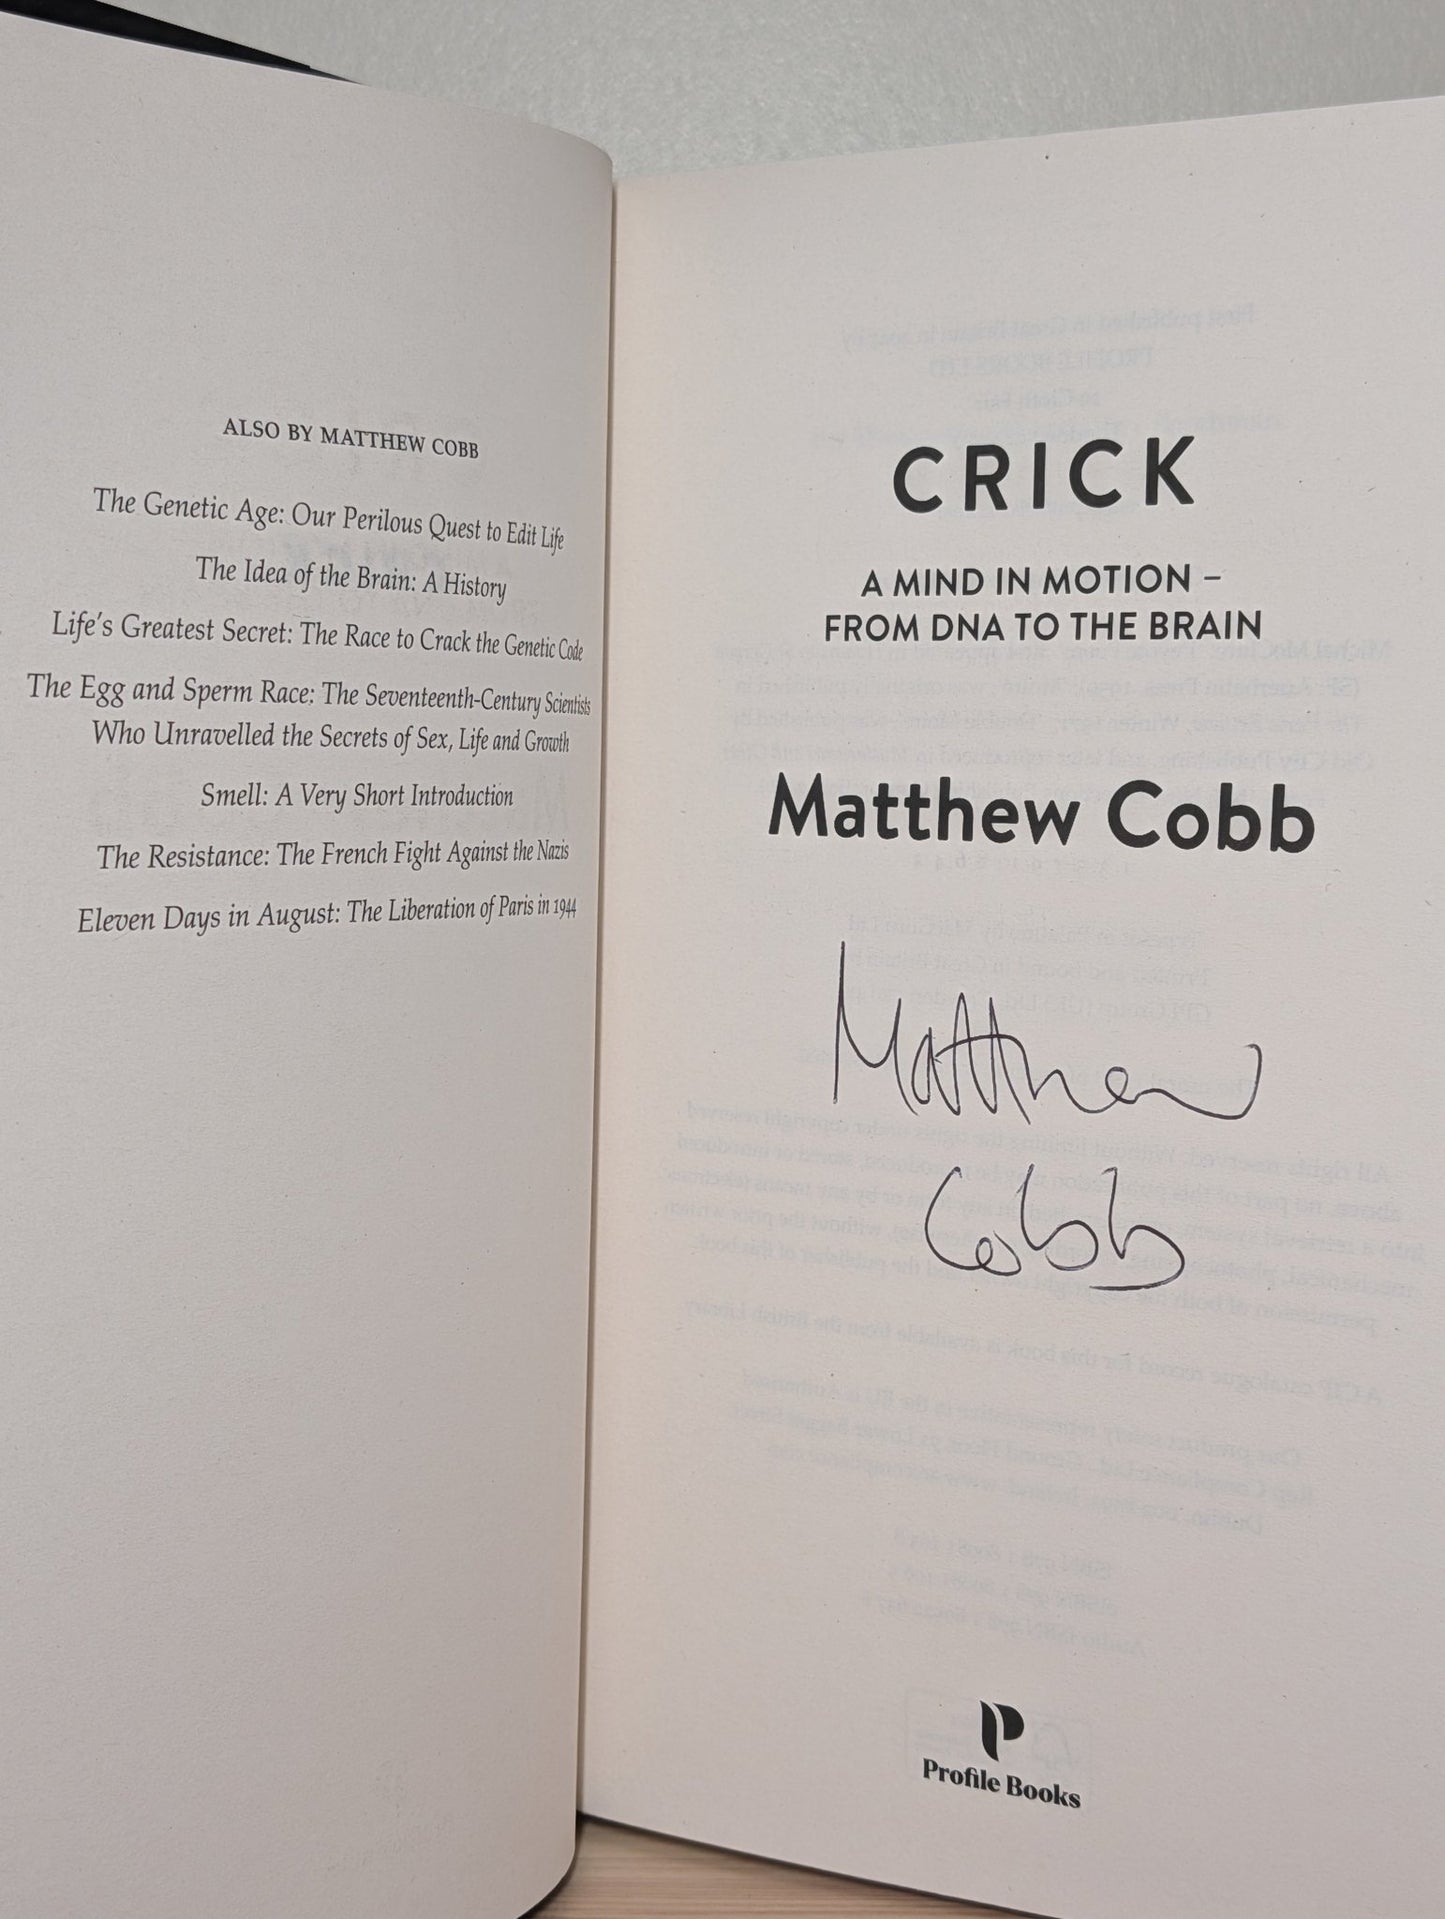 ALSO BY MATTHEW COBB
The Genetic Age: Our Perilous Quest to Edit Life
The Idea of the Brain: A History
Life's Greatest Secret: The Race to Crack the Genetic Code
The Egg and Sperm Race: The Seventeenth-Century Scientists
Who Unravelled the Secrets of Sex, Life and Growth
Smell: A Very Short Introduction
The Resistance: The French Fight Against the Nazis
Eleven Days in August: The Liberation of Paris in 1944
CRICK
A MIND IN MOTION –
FROM DNA TO THE BRAIN
Matthew Cobb
Matthew
Cobb
Profile Books